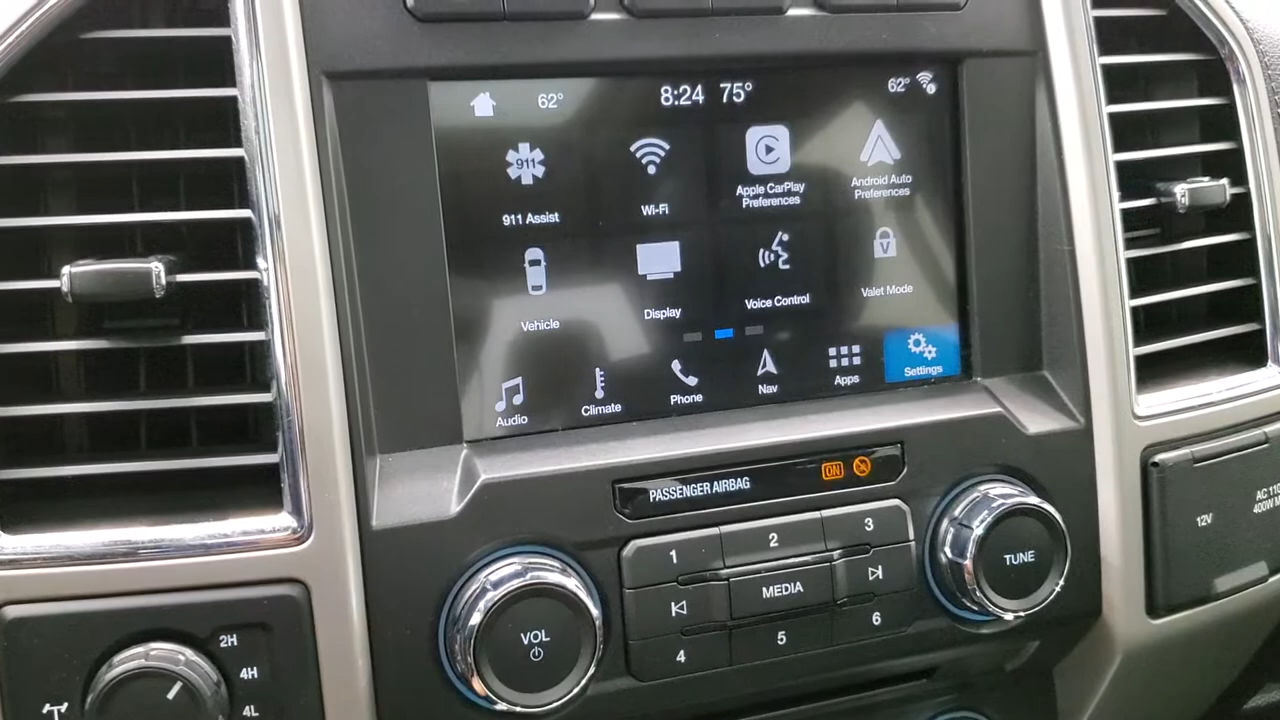 62°
8:24 75°
62°
911
911 Assist
Wi-Fi
Apple CarPlay
Preferences
Android Auto
Preferences
Vehicle
Display
Voice Control
V
Valet Mode
Audio
Climate
Phone
Nav
Apps
Settings
PASSENGER AIRBAG
ON
1
2
3
MEDIA
4
5
6
VOL
TUNE
2H
4H
4L
12V
AC 110
400W M